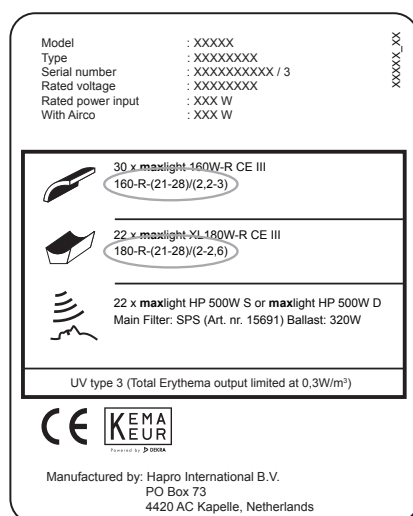 Model : XXXXX
Type : XXXXXXXX
Serial number : XXXXXXXXXX / 3
Rated voltage : XXXXXXXX
Rated power input : XXX W
With Airco : XXX W
XXXXX_XX
30 x maxlight 160W-R CE III
160-R-(21-28)/(2,2-3)
22 x maxlight XL180W-R CE III
180-R-(21-28)/(2-2,6)
22 x maxlight HP 500W S or maxlight HP 500W D
Main Filter: SPS (Art. nr. 15691) Ballast: 320W
UV type 3 (Total Erythema output limited at 0,3W/m³)
CE KEMA
KEUR
Powered by DEKRA
Manufactured by: Hapro International B.V.
PO Box 73
4420 AC Kapelle, Netherlands